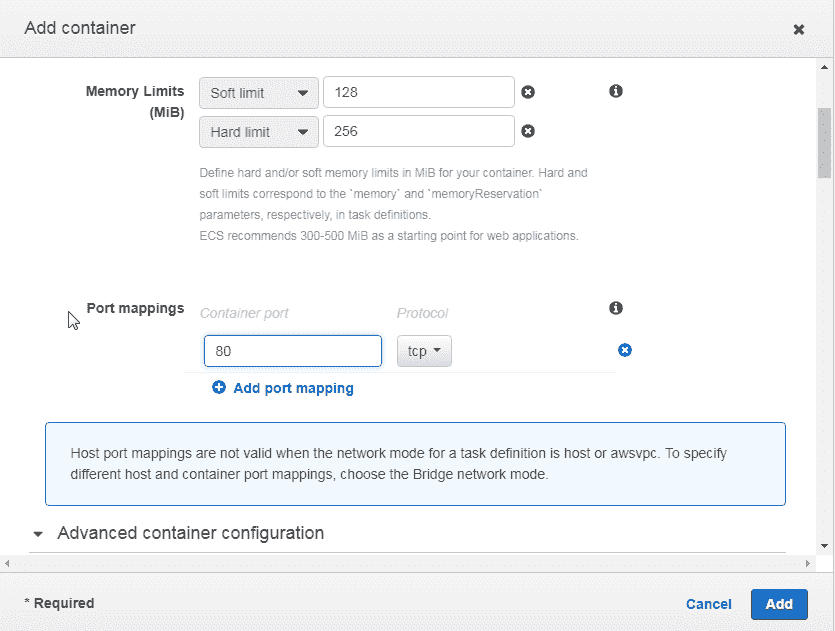 Add container
Memory Limits
(MiB)
Soft limit
128
Hard limit
256
Define hard and/or soft memory limits in MiB for your container. Hard and
soft limits correspond to the `memory` and `memoryReservation`
parameters, respectively, in task definitions.
ECS recommends 300-500 MiB as a starting point for web applications.
Port mappings
Container port
Protocol
80
tcp
Add port mapping
Host port mappings are not valid when the network mode for a task definition is host or awsvpc. To specify
different host and container port mappings, choose the Bridge network mode.
Advanced container configuration
* Required
Cancel
Add